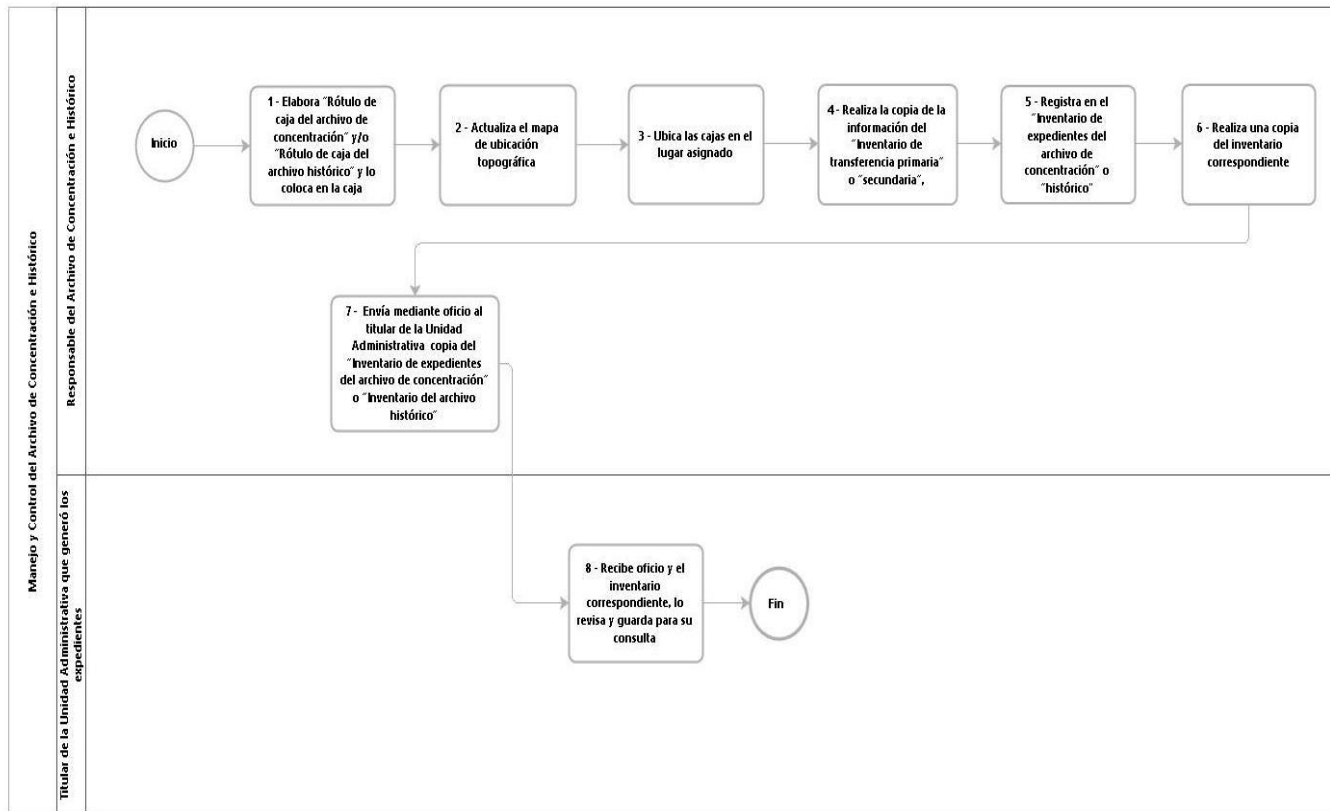 Manejo y Control del Archivo de Concentración e Histórico
Responsable del Archivo de Concentración e Histórico
Inicio
1 - Elabora "Rótulo de
caja del archivo de
concentración" y/o
"Rótulo de caja del
archivo histórico" y lo
coloca en la caja
2 - Actualiza el mapa
de ubicación
topográfica
3 - Ubica las cajas en el
lugar asignado
4 - Realiza la copia de la
información del
"Inventario de
transferencia primaria"
o "secundaria",
5 - Registra en el
"Inventario de
expedientes del
archivo de
concentración" o
"histórico"
6 - Realiza una copia
del inventario
correspondiente
7 - Envía mediante oficio al
titular de la Unidad
Administrativa copia del
"Inventario de expedientes
del archivo de concentración"
o "Inventario del archivo
histórico"
Titular de la Unidad Administrativa que generó los
expedientes
8 - Recibe oficio y el
inventario
correspondiente, lo
revisa y guarda para su
consulta
Fin